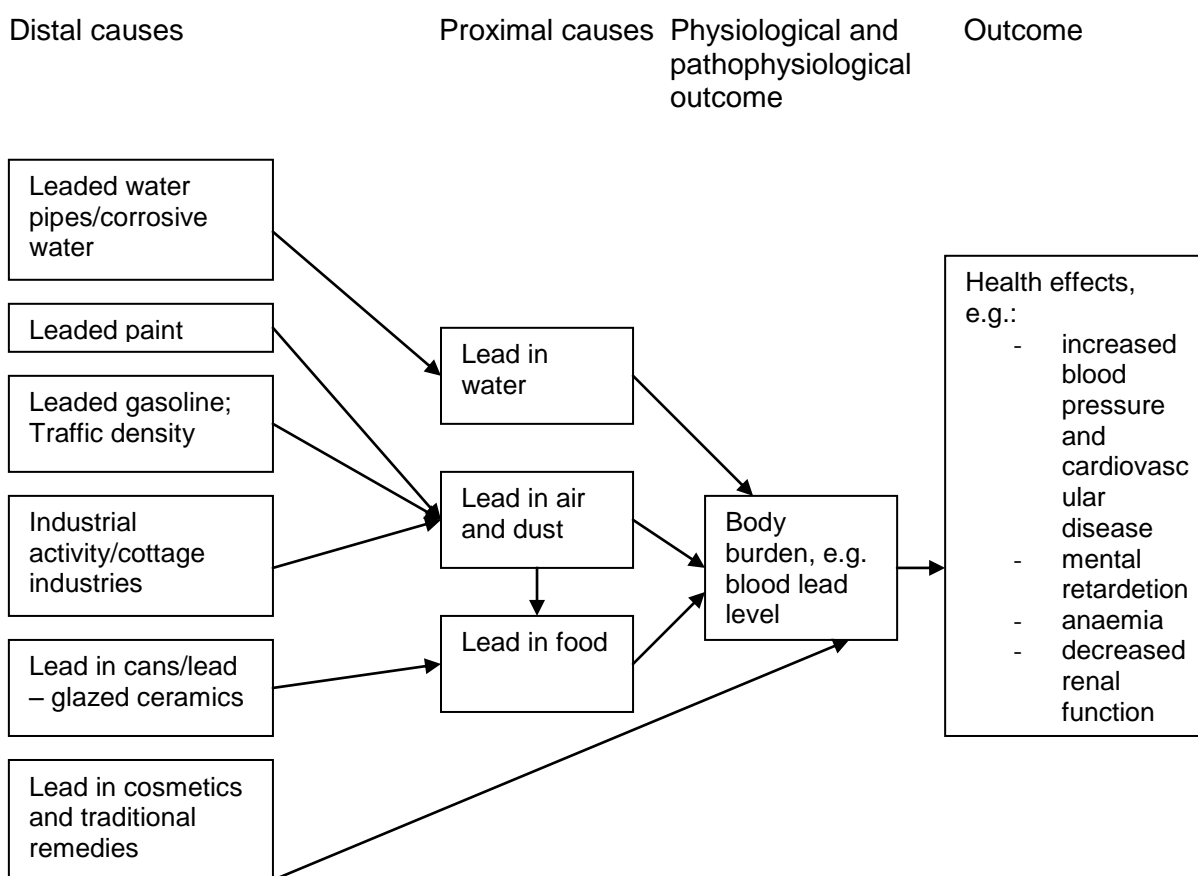 Distal causes
Proximal causes
Physiological and
pathophysiological
outcome
Outcome
Leaded water
pipes/corrosive
water
Leaded paint
Leaded gasoline;
Traffic density
Industrial
activity/cottage
industries
Lead in cans/lead
– glazed ceramics
Lead in cosmetics
and traditional
remedies
Lead in
water
Lead in air
and dust
Lead in food
Body
burden, e.g.
blood lead
level
Health effects,
e.g.:
- increased
blood
pressure
and
cardiovasc
ular
disease
- mental
retardetion
- anaemia
- decreased
renal
function